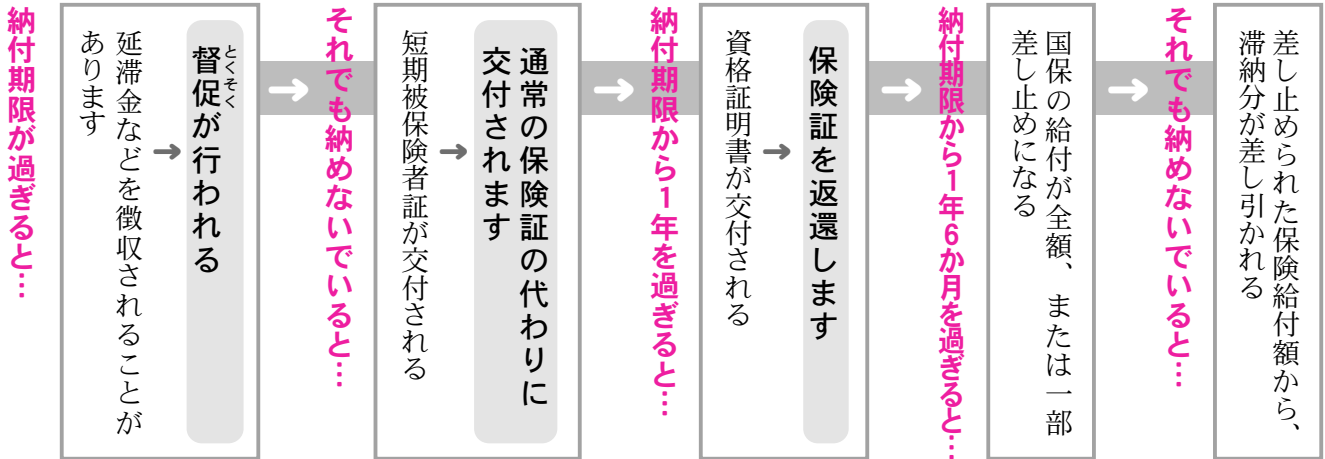 納付期限が過ぎると…
督促が行われる
とくそく
→延滞金などを徴収されることが
あります
それでも納めないでいると…
通常の保険証の代わりに
交付されます
→短期被保険者証が交付される
納付期限から1年を過ぎると…
保険証を返還します
→資格証明書が交付される
納付期限から1年6か月を過ぎると…
国保の給付が全額、または一部
差し止めになる
それでも納めないでいると…
差し止められた保険給付額から、
滞納分が差し引かれる